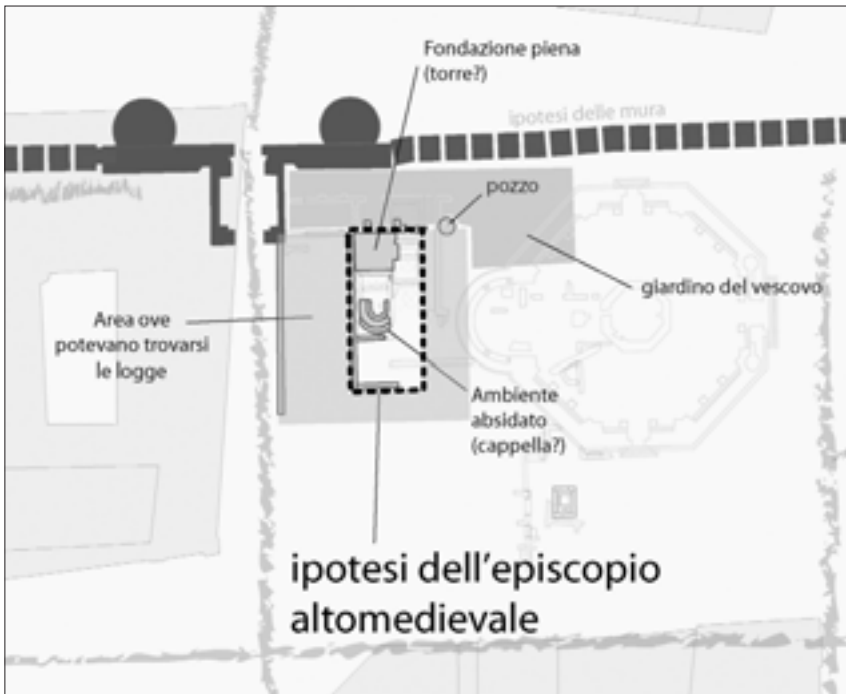 Fondazione piena
(torre?)
ipotesi delle mura
pozzo
giardino del vescovo
Area ove
potevano trovarsi
le logge
Ambiente
absidato
(cappella?)
ipotesi dell'episcopio
altomedievale